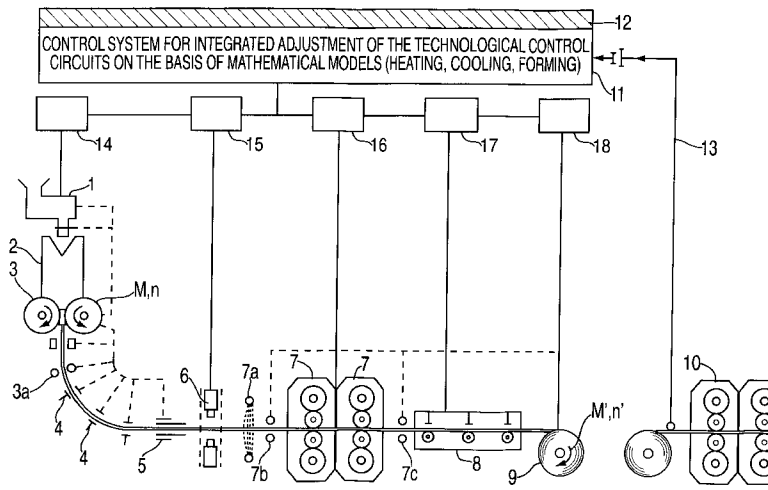 12
CONTROL SYSTEM FOR INTEGRATED ADJUSTMENT OF THE TECHNOLOGICAL CONTROL
CIRCUITS ON THE BASIS OF MATHEMATICAL MODELS (HEATING, COOLING, FORMING)
11
14
15
16
17
18
13
1
2
3
M,n
3a
4
4
5
6
7a
7b
7
7
7c
8
9
M',n'
10